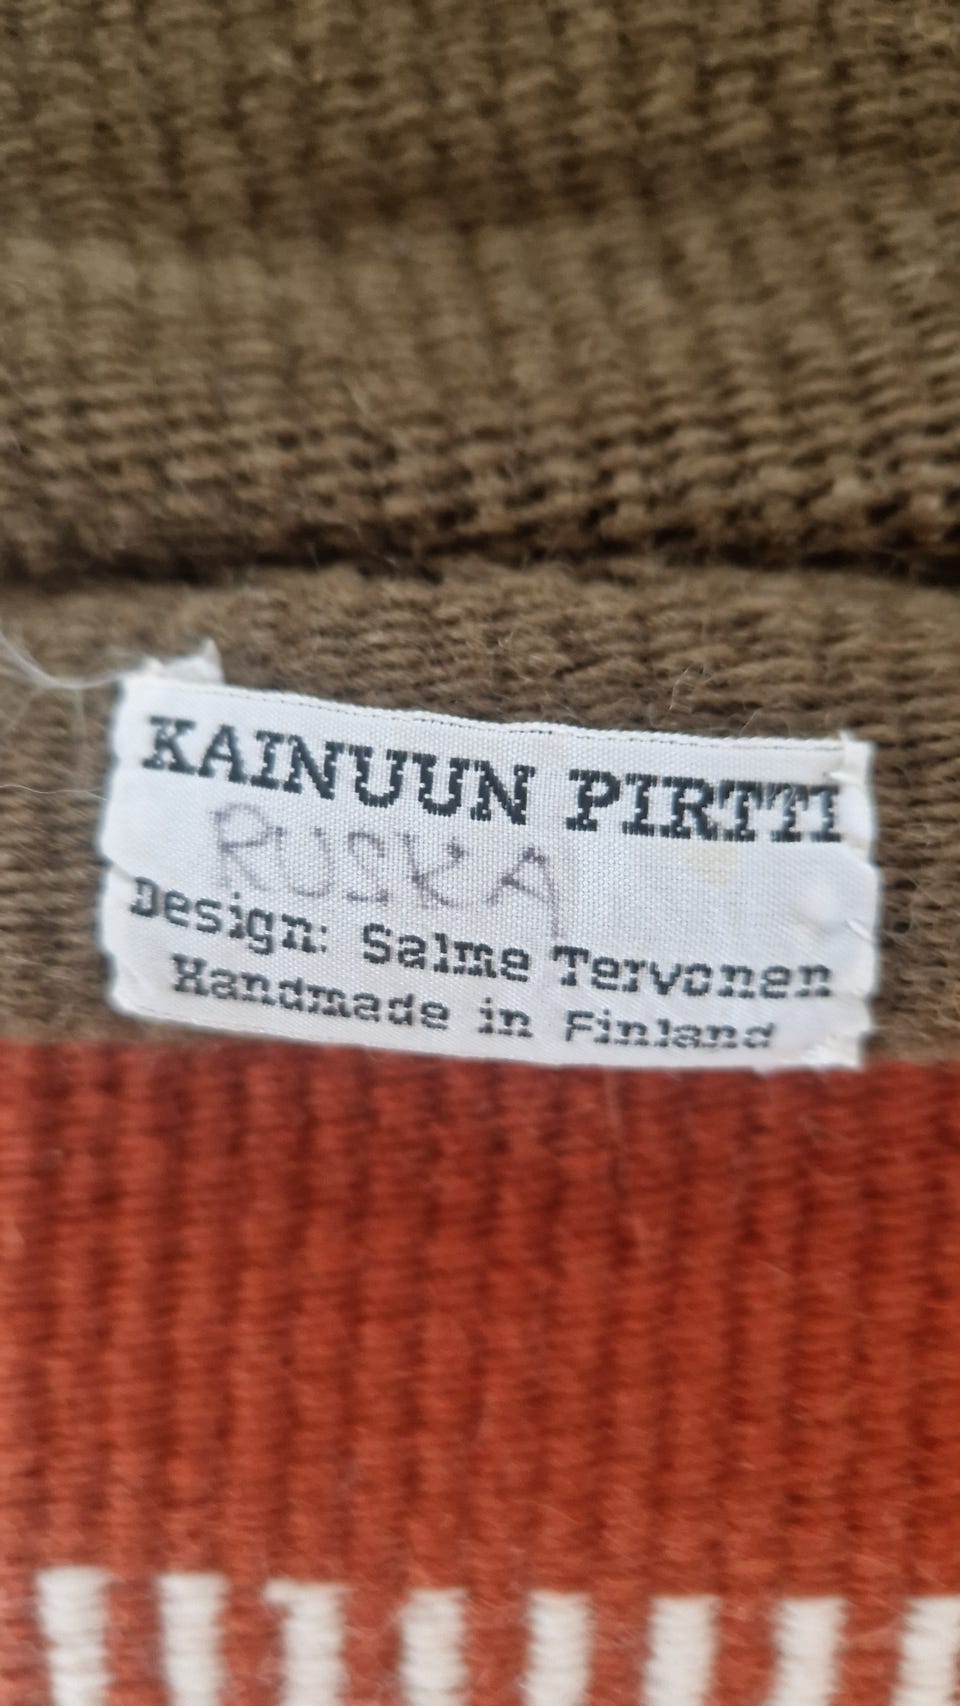 KAINUUN PIRTTI
RUSKA
Design: Salme Tervonen
Handmade in Finland